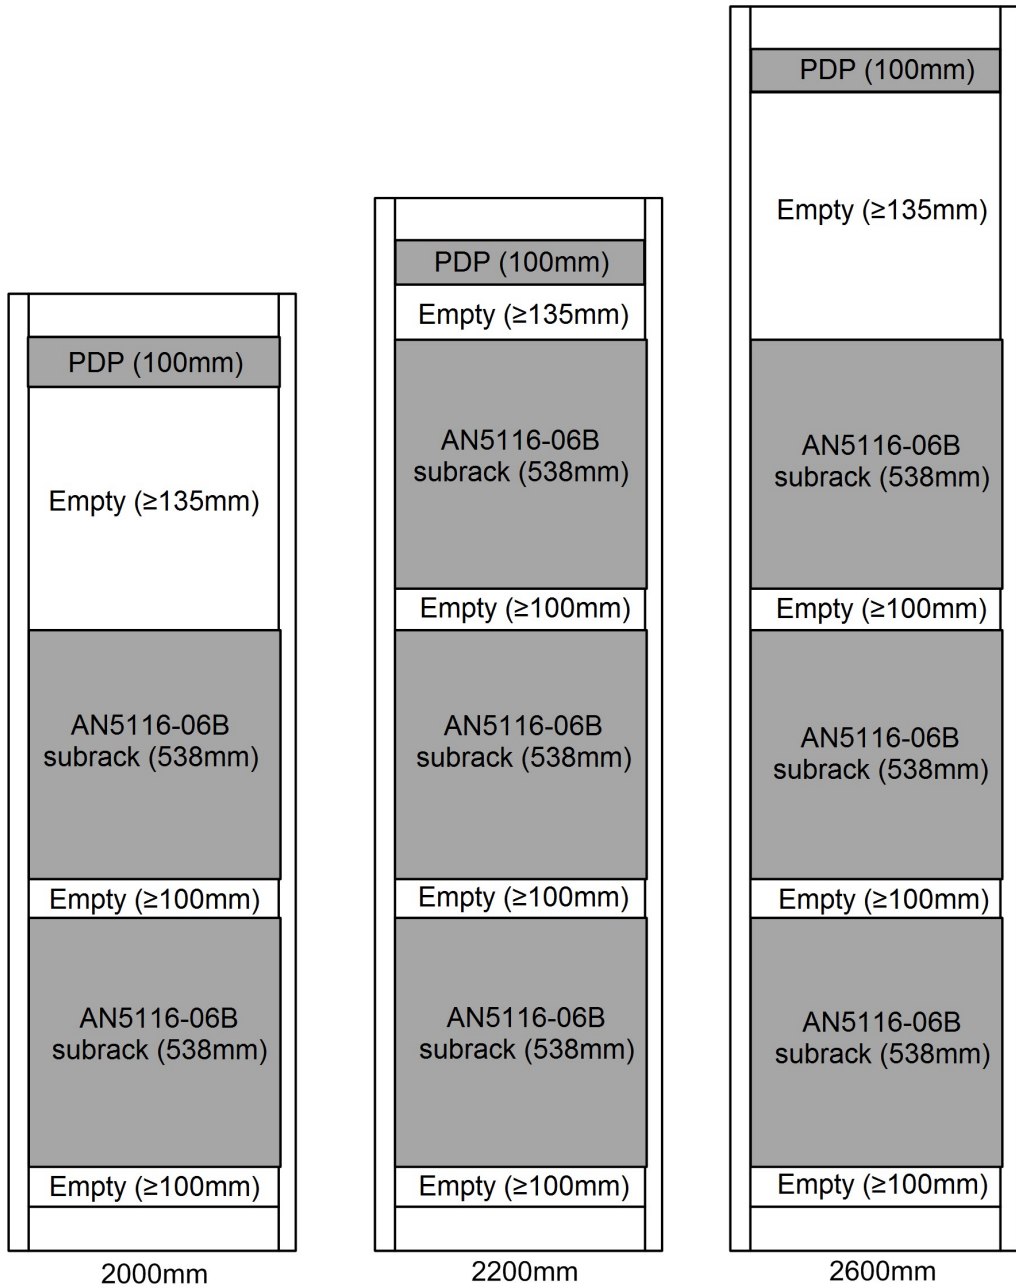 PDP (100mm)
Empty (≥135mm)
AN5116-06B
subrack (538mm)
Empty (≥100mm)
AN5116-06B
subrack (538mm)
Empty (≥100mm)
2000mm
PDP (100mm)
Empty (≥135mm)
AN5116-06B
subrack (538mm)
Empty (≥100mm)
AN5116-06B
subrack (538mm)
Empty (≥100mm)
AN5116-06B
subrack (538mm)
Empty (≥100mm)
2200mm
PDP (100mm)
Empty (≥135mm)
AN5116-06B
subrack (538mm)
Empty (≥100mm)
AN5116-06B
subrack (538mm)
Empty (≥100mm)
AN5116-06B
subrack (538mm)
Empty (≥100mm)
2600mm